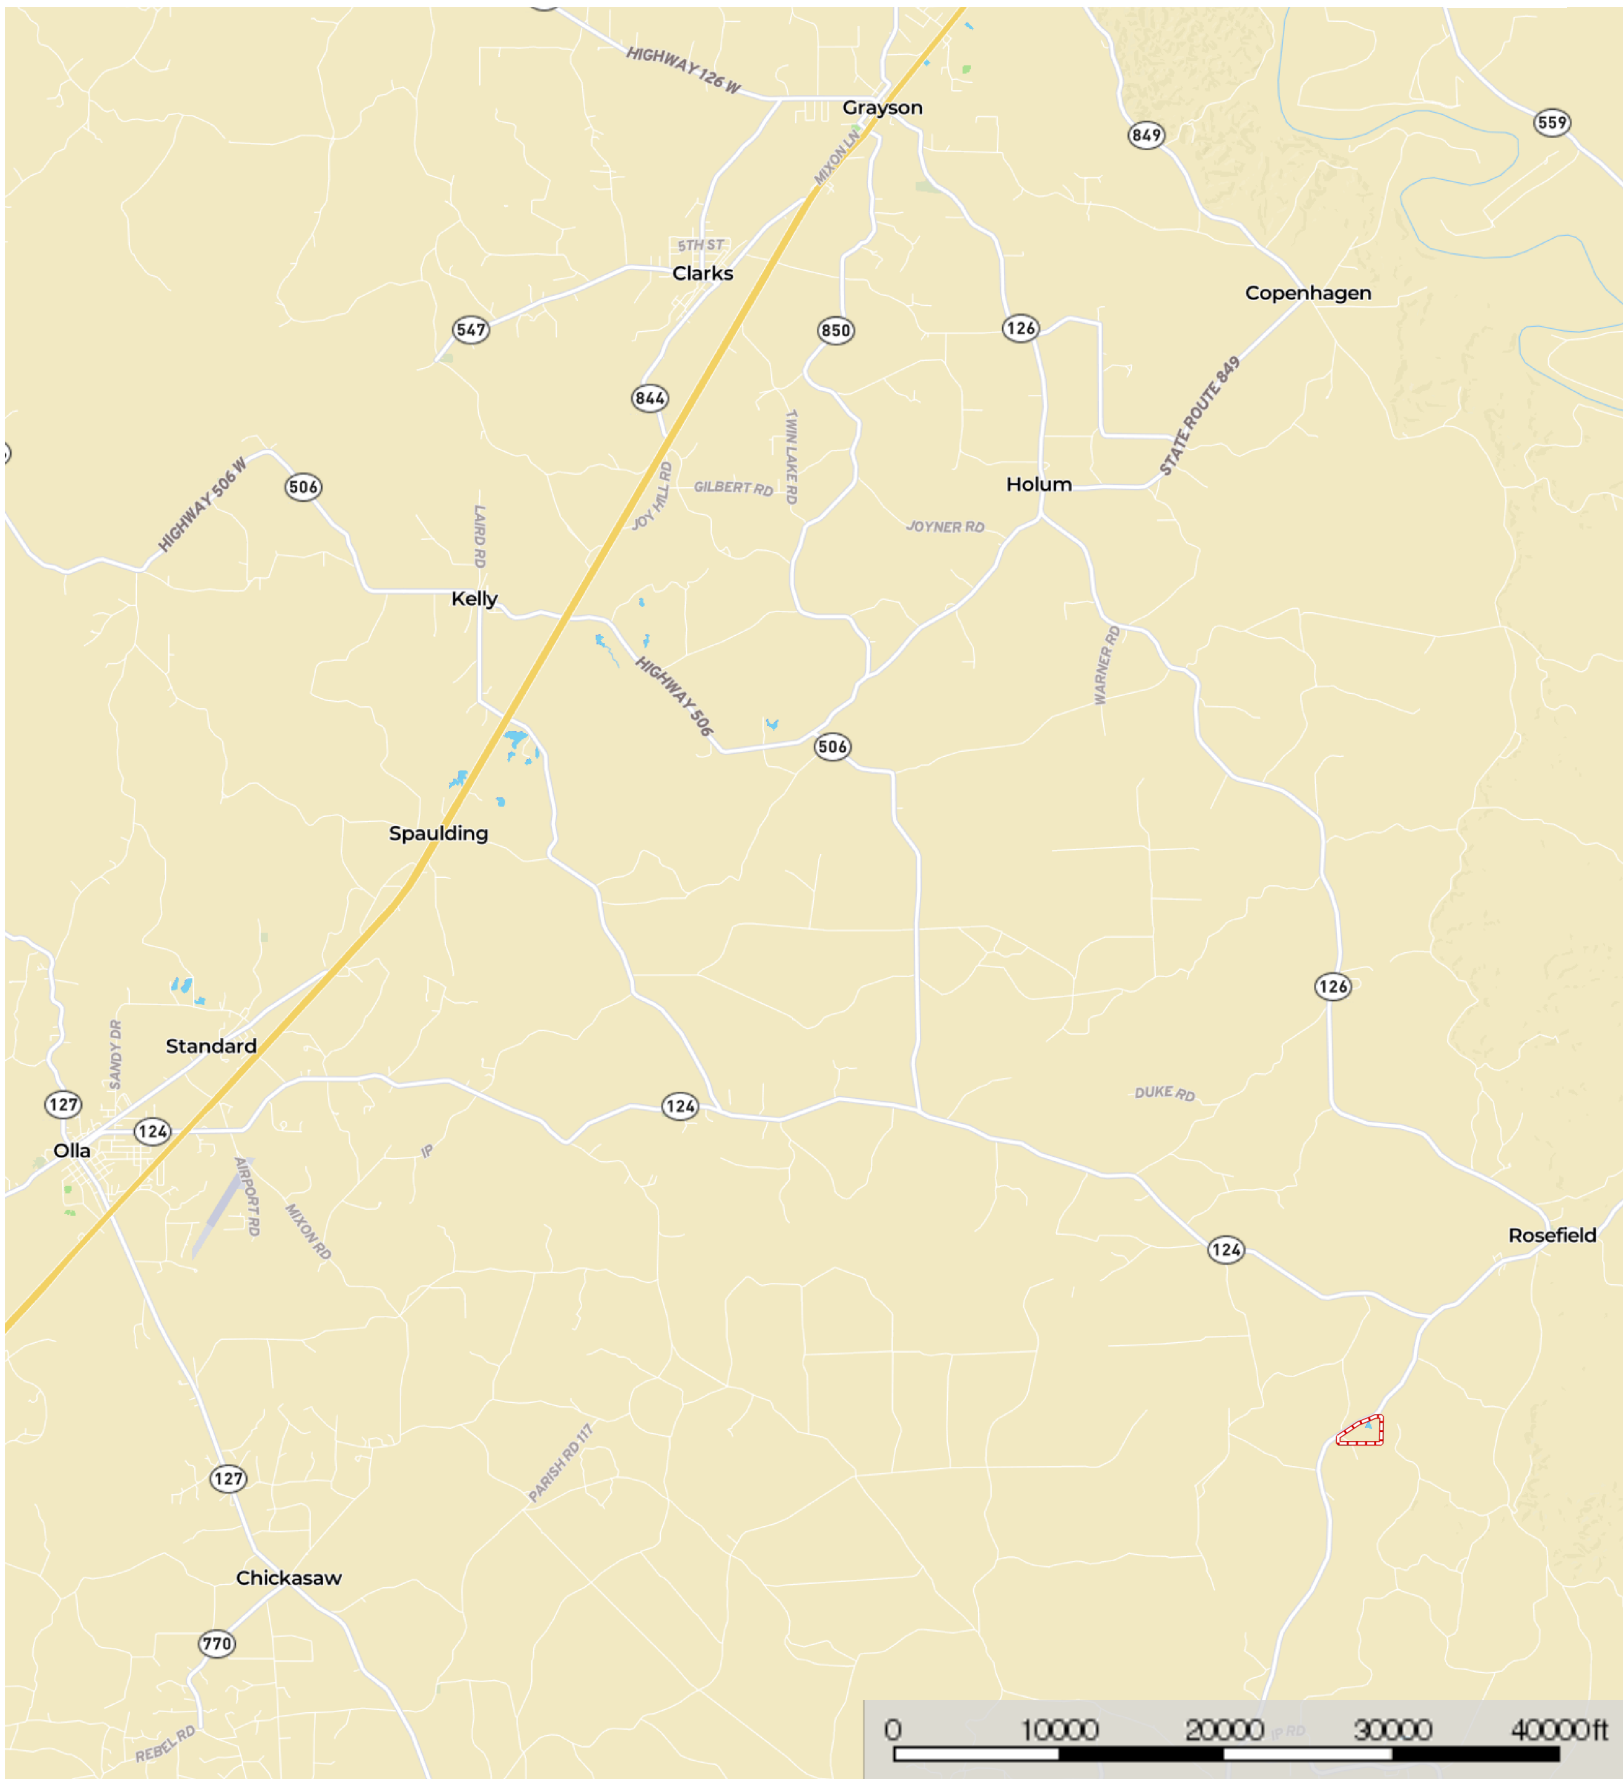 HIGHWAY 126 W
Grayson
559
849
MIXON LN
5TH ST
Clarks
Copenhagen
547
850
126
844
STATE ROUTE 849
TWIN LAKE RD
HIGHWAY 506 W
506
JOY HILL RD
GILBERT RD
Holum
LAIRD RD
JOYNER RD
Kelly
HIGHWAY 506
WARNER RD
506
Spaulding
126
SANDY DR
Standard
127
124
124
DUKE RD
Olla
IP
AIRPORT RD
MIXON RD
Rosefield
124
PARISH RD 117
127
Chickasaw
770
REBEL RD
IP RD
0 10000 20000 30000 40000ft